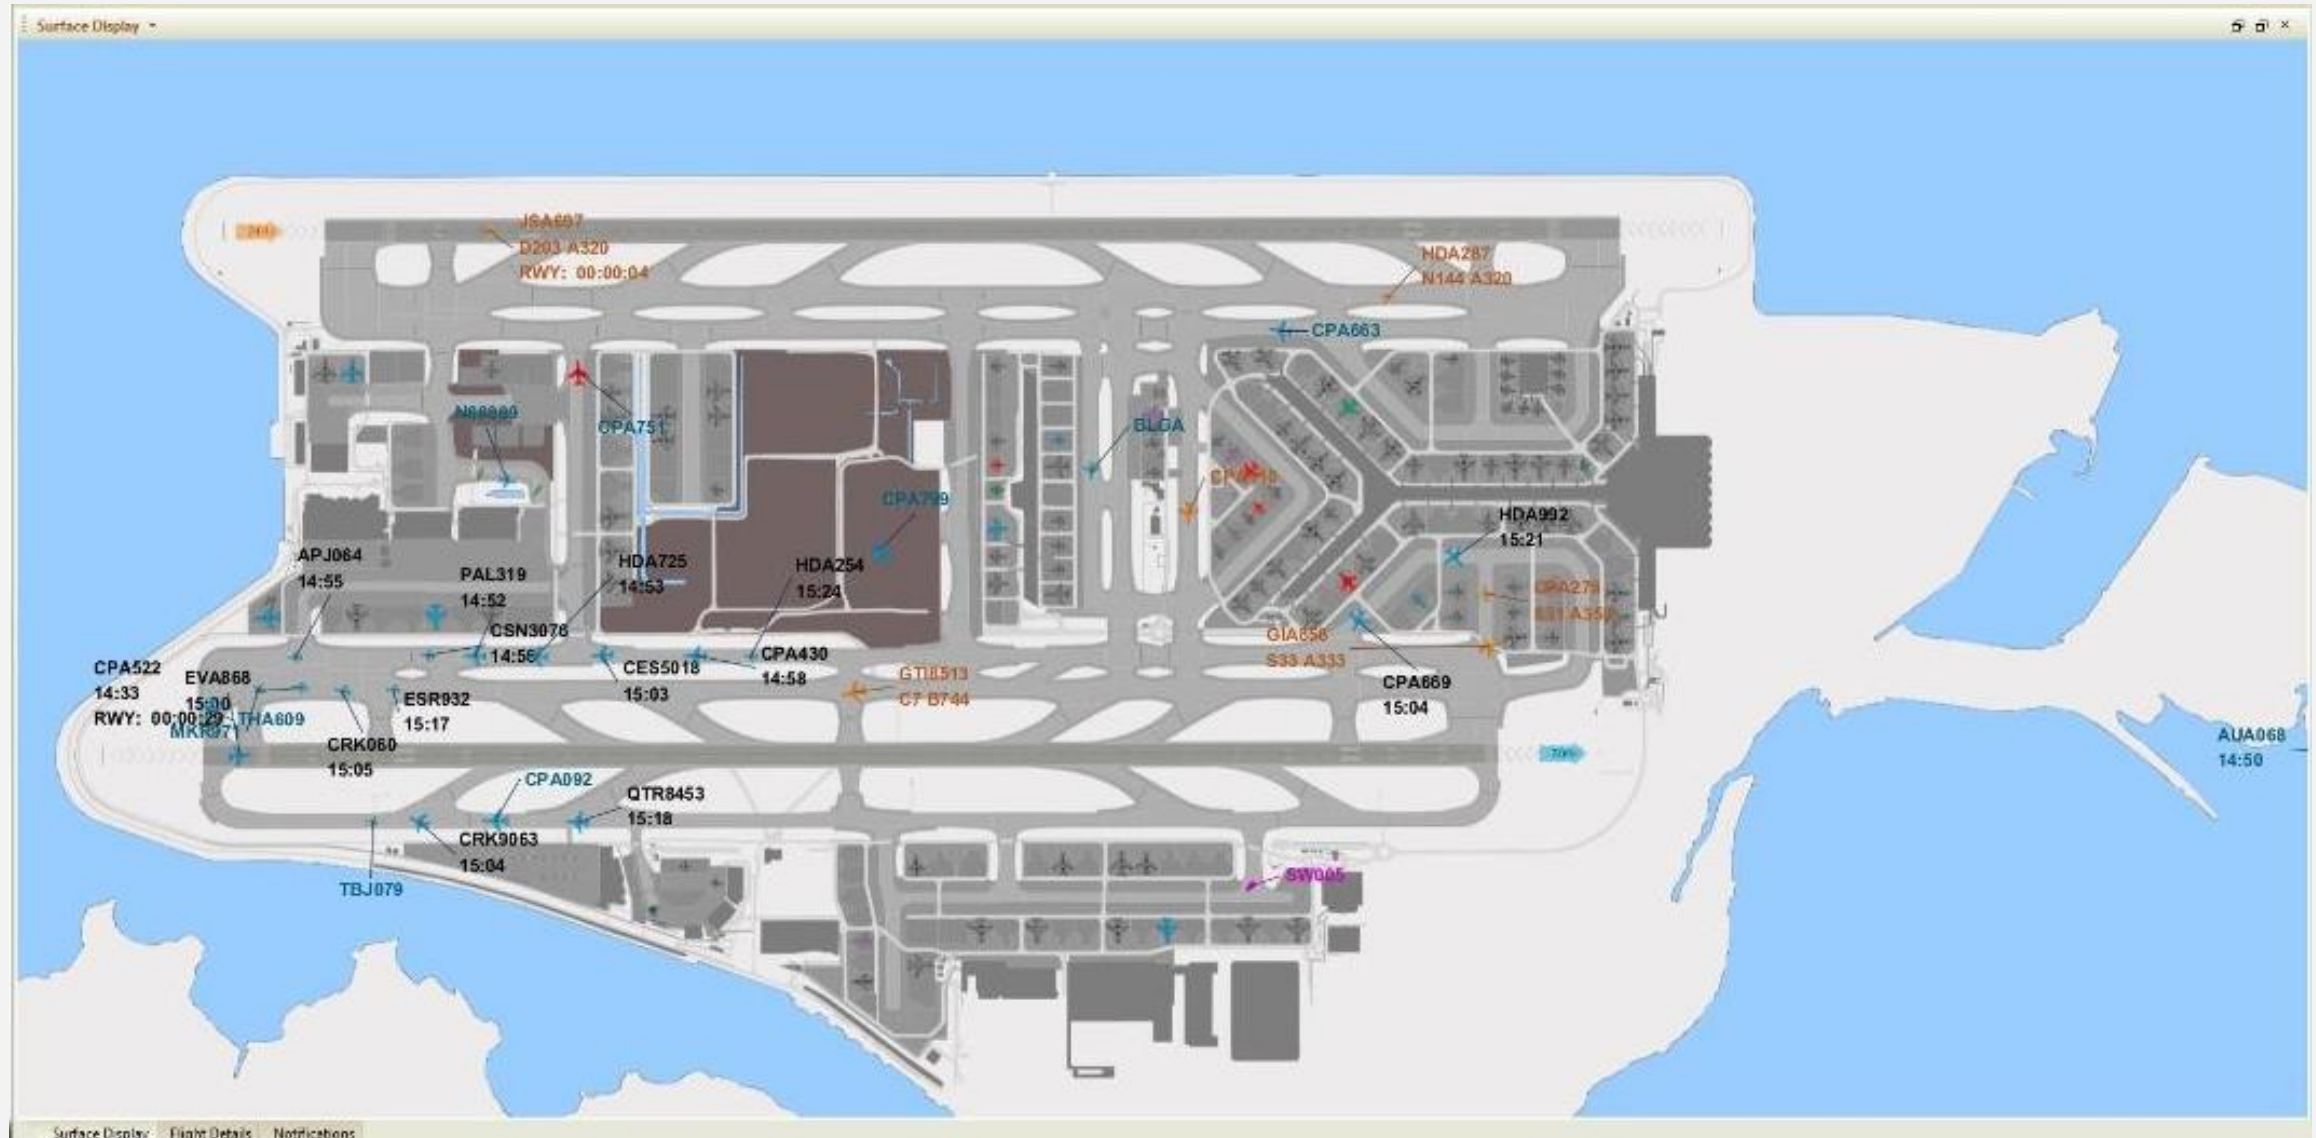 Surface Display
JSA697
D203 A320
RWY: 00:00:04
HDA287
N144 A320
CPA663
CPA751
BLGA
CPA799
HDA992
15:21
APJ064
14:55
PAL319
14:52
HDA725
14:53
HDA254
15:24
CPA279
GIA856
S33 A333
CSN3076
14:56
CES5018
15:03
CPA430
14:58
CPA522
14:33
RWY: 00:00:29
EVA868
15:00
THA609
ESR932
15:17
GTI8513
C7 B744
CPA669
15:04
CRK080
15:05
CPA092
QTR8453
15:18
CRK9063
15:04
TBJ079
SW005
AUA068
14:50
Surface Display
Flight Details
Notifications